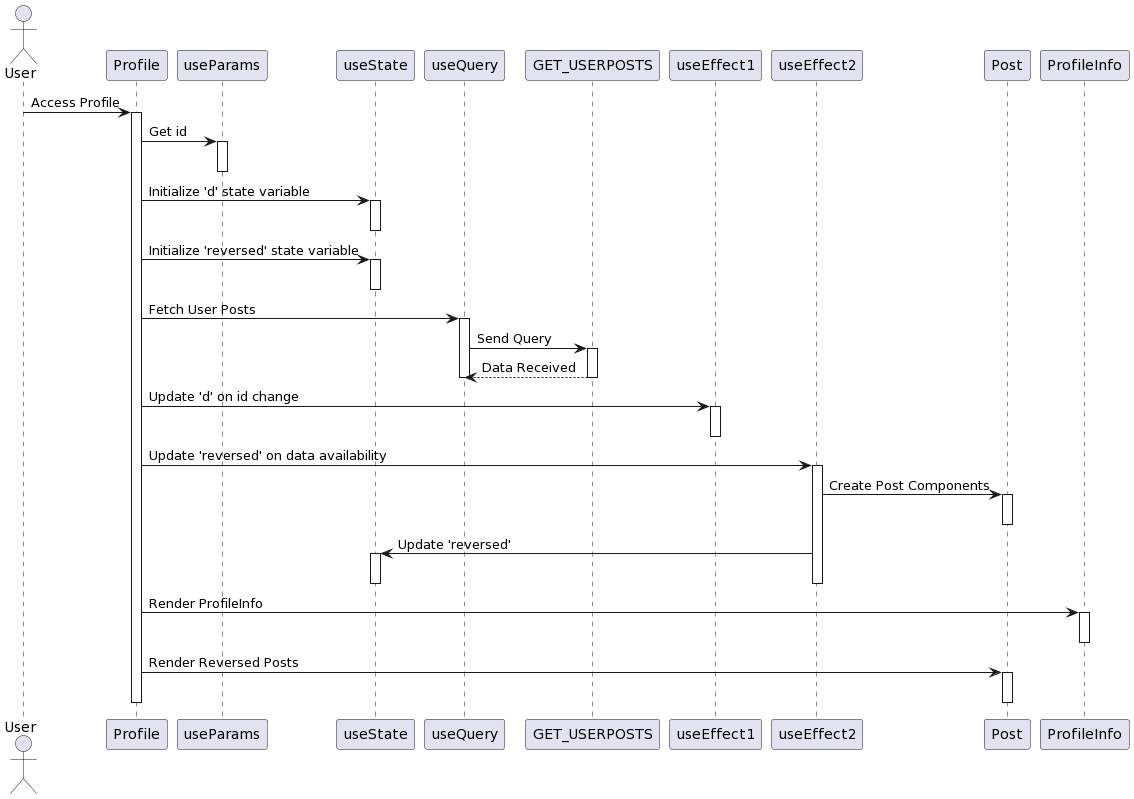 User
Profile
useParams
useState
useQuery
GET_USERPOSTS
useEffect1
useEffect2
Post
ProfileInfo
Access Profile
Get id
Initialize 'd' state variable
Initialize 'reversed' state variable
Fetch User Posts
Send Query
Data Received
Update 'd' on id change
Update 'reversed' on data availability
Create Post Components
Update 'reversed'
Render ProfileInfo
Render Reversed Posts
User
Profile
useParams
useState
useQuery
GET_USERPOSTS
useEffect1
useEffect2
Post
ProfileInfo